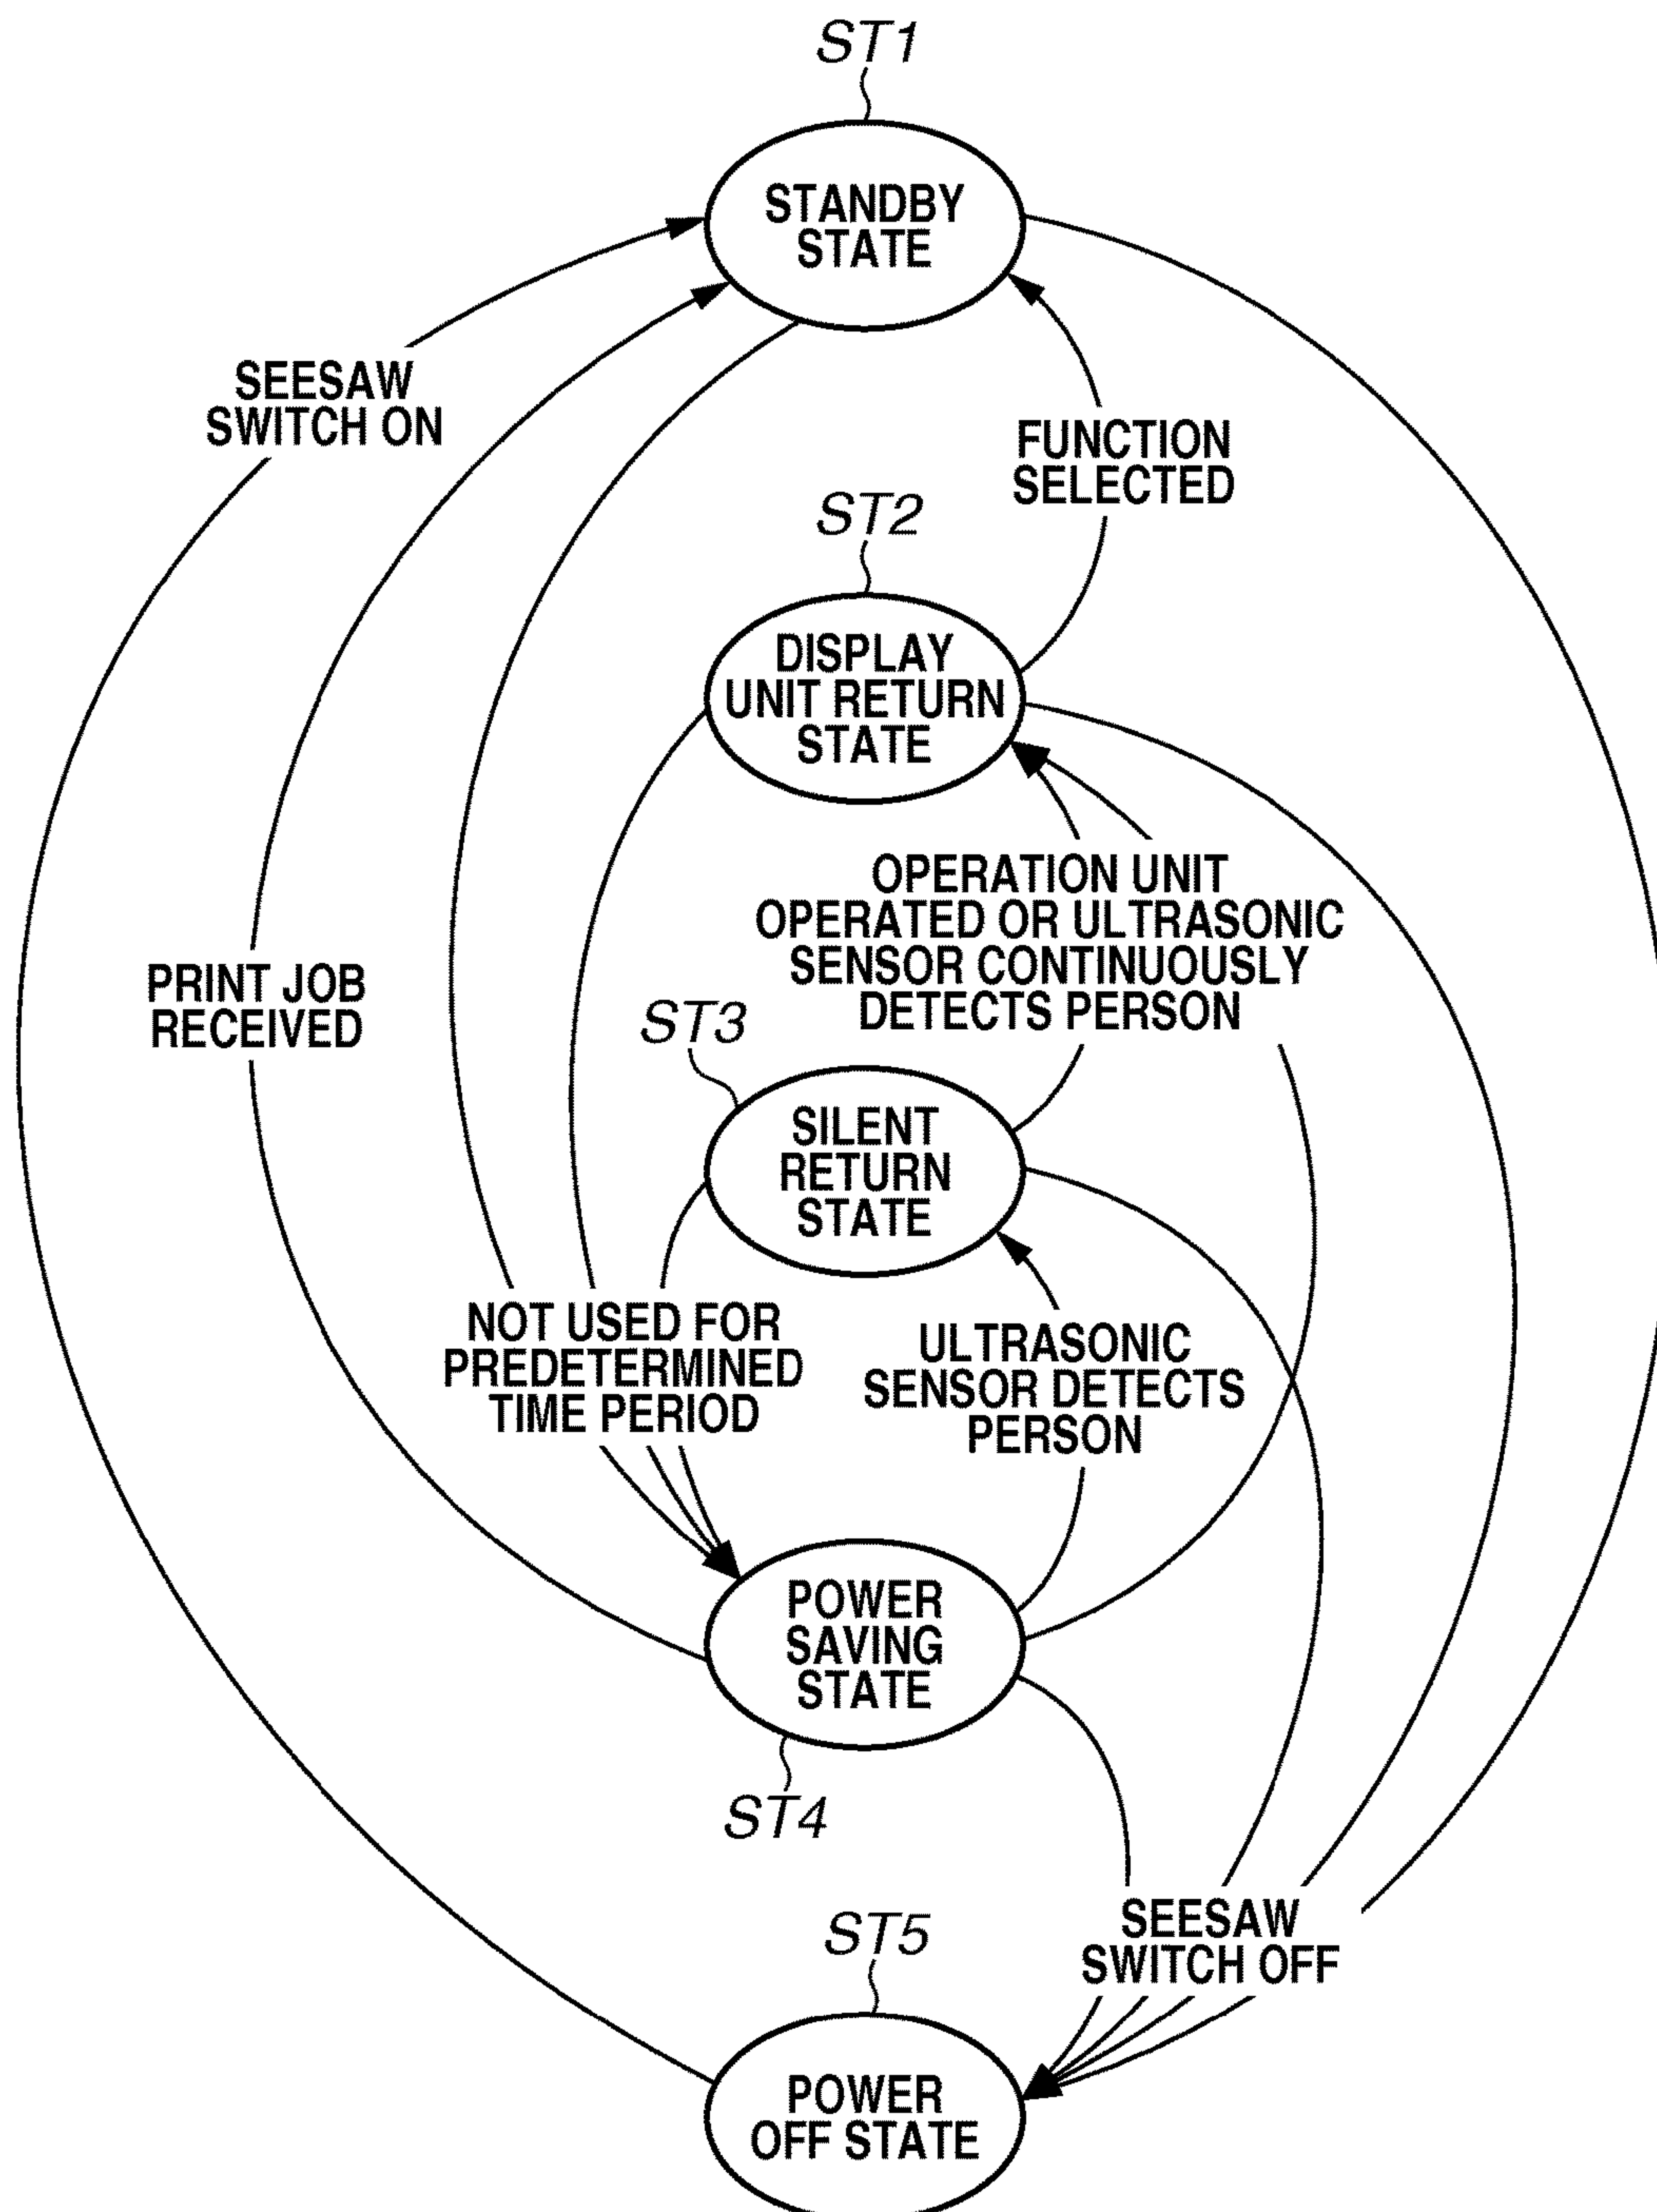 ST1
STANDBY
STATE
SEESAW
SWITCH ON
FUNCTION
SELECTED
ST2
DISPLAY
UNIT RETURN
STATE
OPERATION UNIT
OPERATED OR ULTRASONIC
SENSOR CONTINUOUSLY
DETECTS PERSON
PRINT JOB
RECEIVED
ST3
SILENT
RETURN
STATE
NOT USED FOR
PREDETERMINED
TIME PERIOD
ULTRASONIC
SENSOR DETECTS
PERSON
POWER
SAVING
STATE
ST4
SEESAW
SWITCH OFF
ST5
POWER
OFF STATE